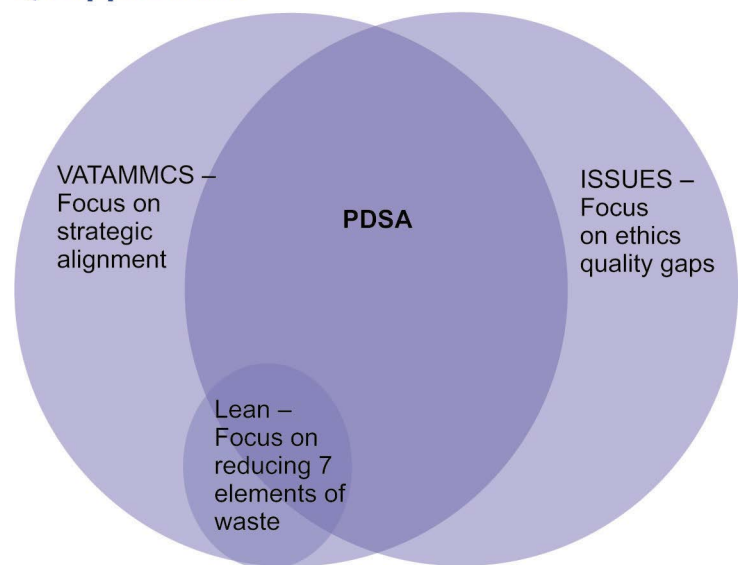 VATAMMCS –
Focus on
strategic
alignment
PDSA
ISSUES –
Focus
on ethics
quality gaps
Lean –
Focus on
reducing 7
elements of
waste